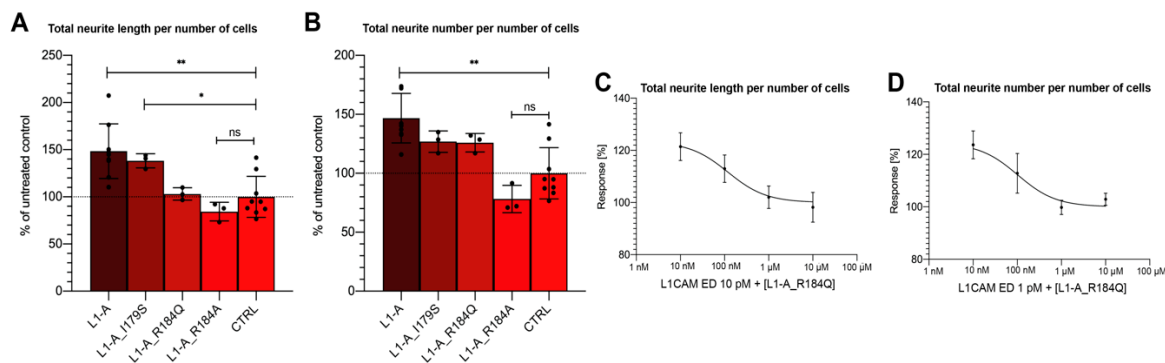 A
Total neurite length per number of cells
200
150
100
50
0
% of untreated control
**
*
ns
L1-A
L1-A_I179S
L1-A_R184Q
L1-A_R184A
CTRL
B
Total neurite number per number of cells
200
150
100
50
0
% of untreated control
**
ns
L1-A
L1-A_I179S
L1-A_R184Q
L1-A_R184A
CTRL
C
Total neurite length per number of cells
140
120
100
80
Response [%]
1 nM 10 nM 100 nM 1 µM 10 µM 100 µM
L1CAM ED 10 pM + [L1-A_R184Q]
D
Total neurite number per number of cells
140
120
100
80
Response [%]
1 nM 10 nM 100 nM 1 µM 10 µM 100 µM
L1CAM ED 1 pM + [L1-A_R184Q]